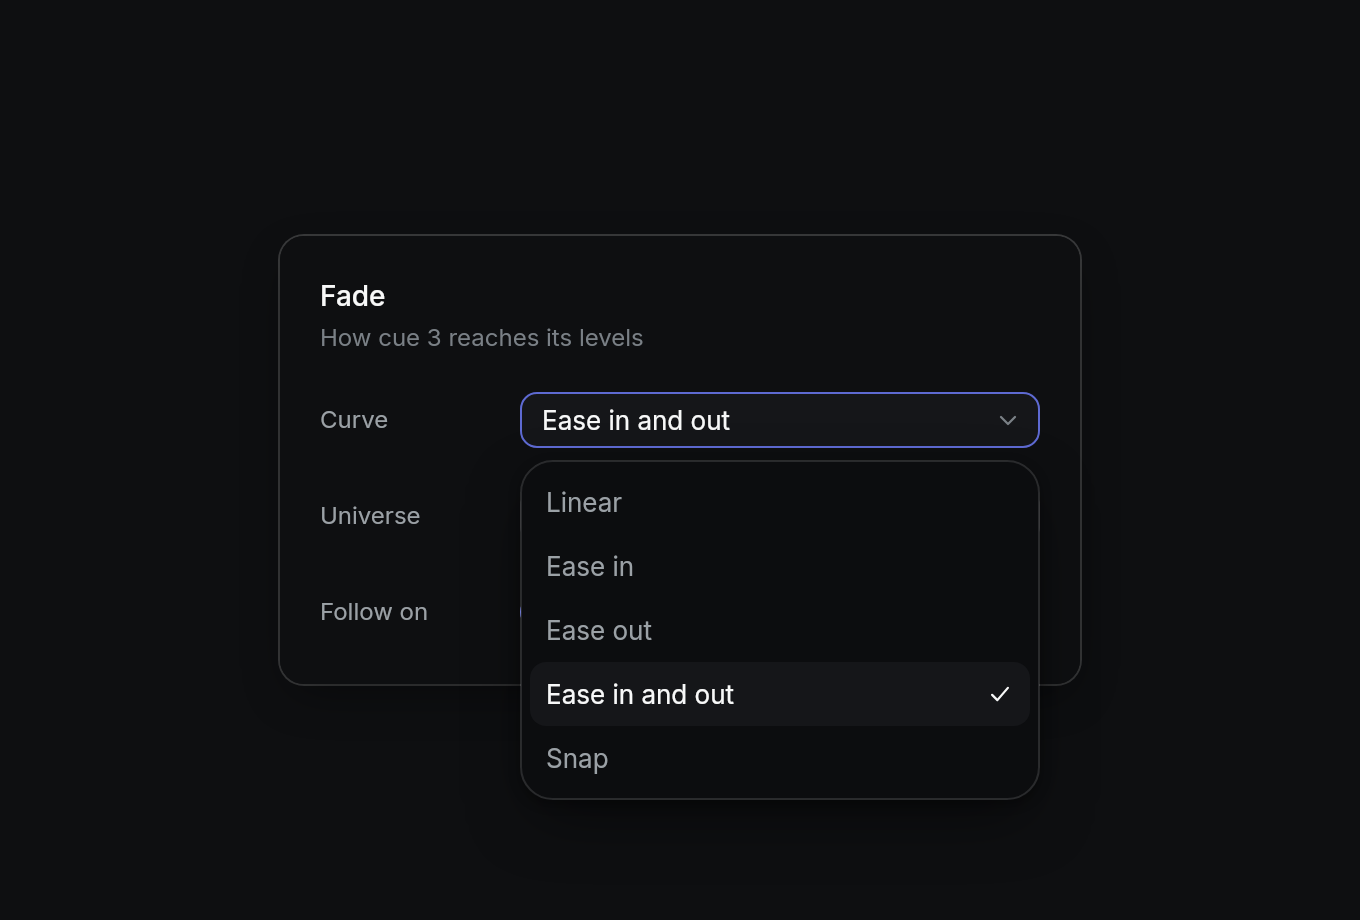 Fade
How cue 3 reaches its levels
Curve
Ease in and out
Universe
Follow on
Linear
Ease in
Ease out
Ease in and out
Snap